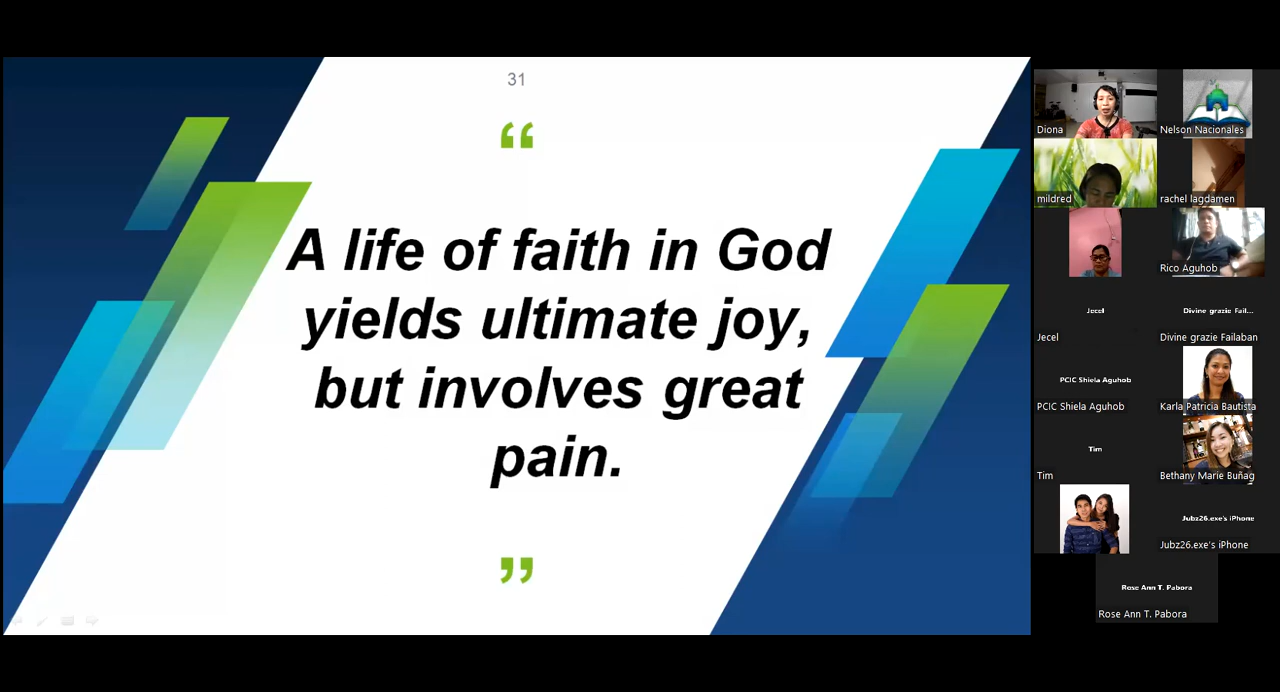 31
“
A life of faith in God
yields ultimate joy,
but involves great
pain.
”
Diona
Nelson Nacionales
mildred
rachel lagdamen
Rico Aguhob
Jecel
Divine grazie Fail...
Jecel
Divine grazie Failaban
PCIC Shiela Aguhob
PCIC Shiela Aguhob
Karla Patricia Bautista
Tim
Tim
Bethany Marie Buñag
Jubz26.exe's iPhone
Jubz26.exe's iPhone
Rose Ann T. Pabora
Rose Ann T. Pabora